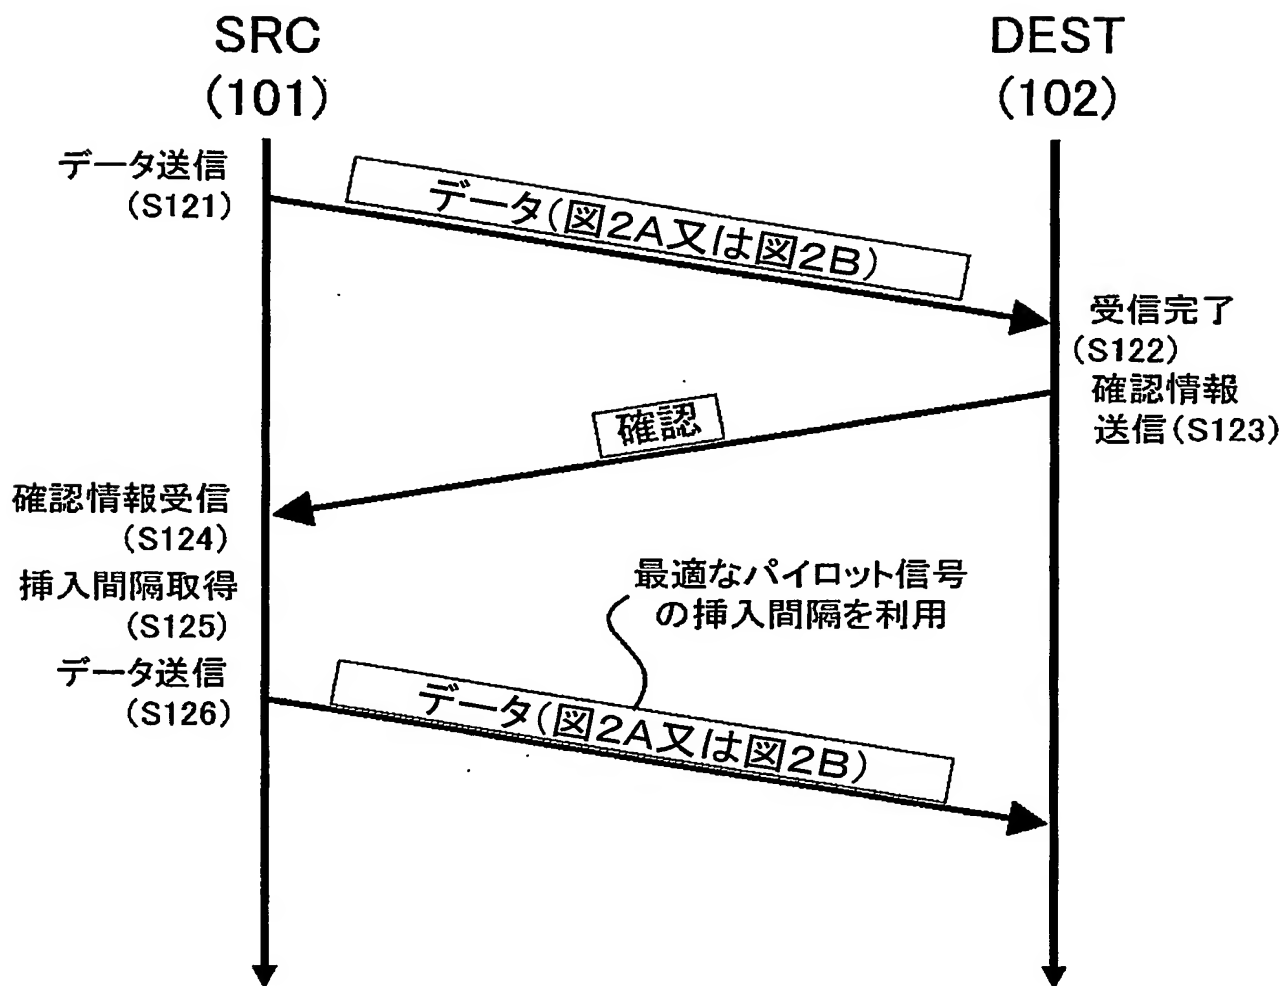 SRC
(101)
DEST
(102)
データ送信
(S121)
データ(図2A又は図2B)
受信完了
(S122)
確認情報
送信(S123)
確認
確認情報受信
(S124)
挿入間隔取得
(S125)
最適なパイロット信号
の挿入間隔を利用
データ送信
(S126)
データ(図2A又は図2B)